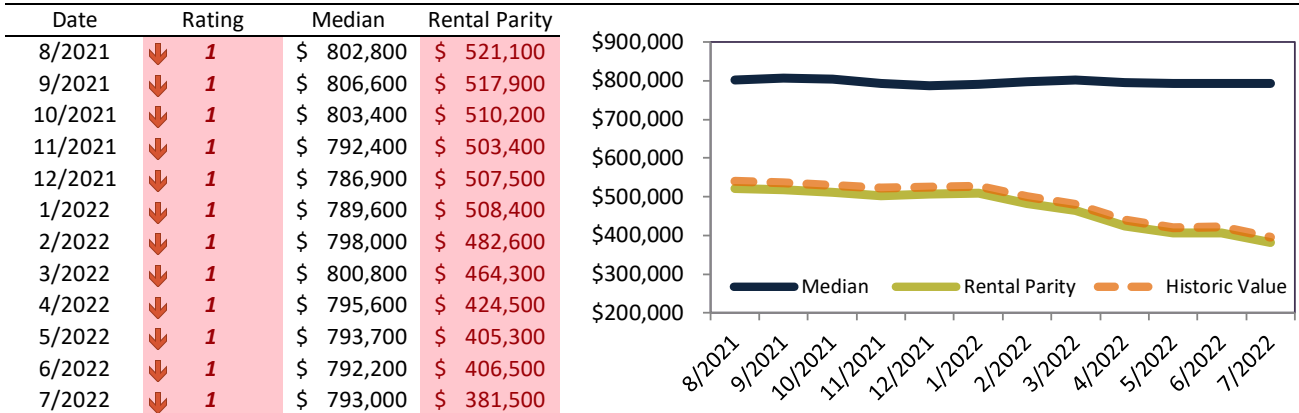 Date Rating Median Rental Parity
8/2021 1 $ 802,800 $ 521,100
9/2021 1 $ 806,600 $ 517,900
10/2021 1 $ 803,400 $ 510,200
11/2021 1 $ 792,400 $ 503,400
12/2021 1 $ 786,900 $ 507,500
1/2022 1 $ 789,600 $ 508,400
2/2022 1 $ 798,000 $ 482,600
3/2022 1 $ 800,800 $ 464,300
4/2022 1 $ 795,600 $ 424,500
5/2022 1 $ 793,700 $ 405,300
6/2022 1 $ 792,200 $ 406,500
7/2022 1 $ 793,000 $ 381,500
$900,000
$800,000
$700,000
$600,000
$500,000
$400,000
$300,000
$200,000
Median Rental Parity Historic Value
8/2021 9/2021 10/2021 11/2021 12/2021 1/2022 2/2022 3/2022 4/2022 5/2022 6/2022 7/2022